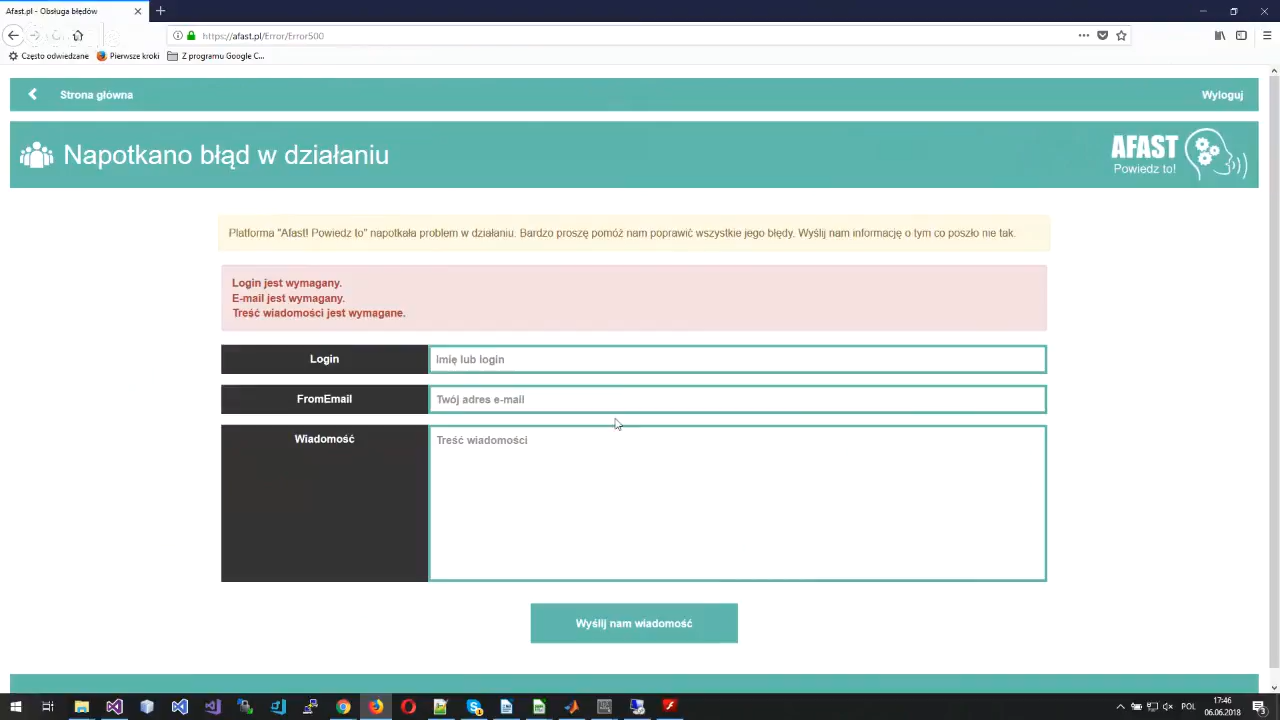 Afast.pl - Obsługa błędów
https://afast.pl/Error/Error500
Często odwiedzane Pierwsze kroki Z programu Google C...
Strona główna Wyloguj
Napotkano błąd w działaniu
AFAST
Powiedz to!
Platforma "Afast! Powiedz to" napotkała problem w działaniu. Bardzo proszę pomóż nam poprawić wszystkie jego błędy. Wyślij nam informację o tym co poszło nie tak.
Login jest wymagany.
E-mail jest wymagany.
Treść wiadomości jest wymagane.
Login Imię lub login
FromEmail Twój adres e-mail
Wiadomość Treść wiadomości
Wyślij nam wiadomość
POL
17:46
06.06.2018
3